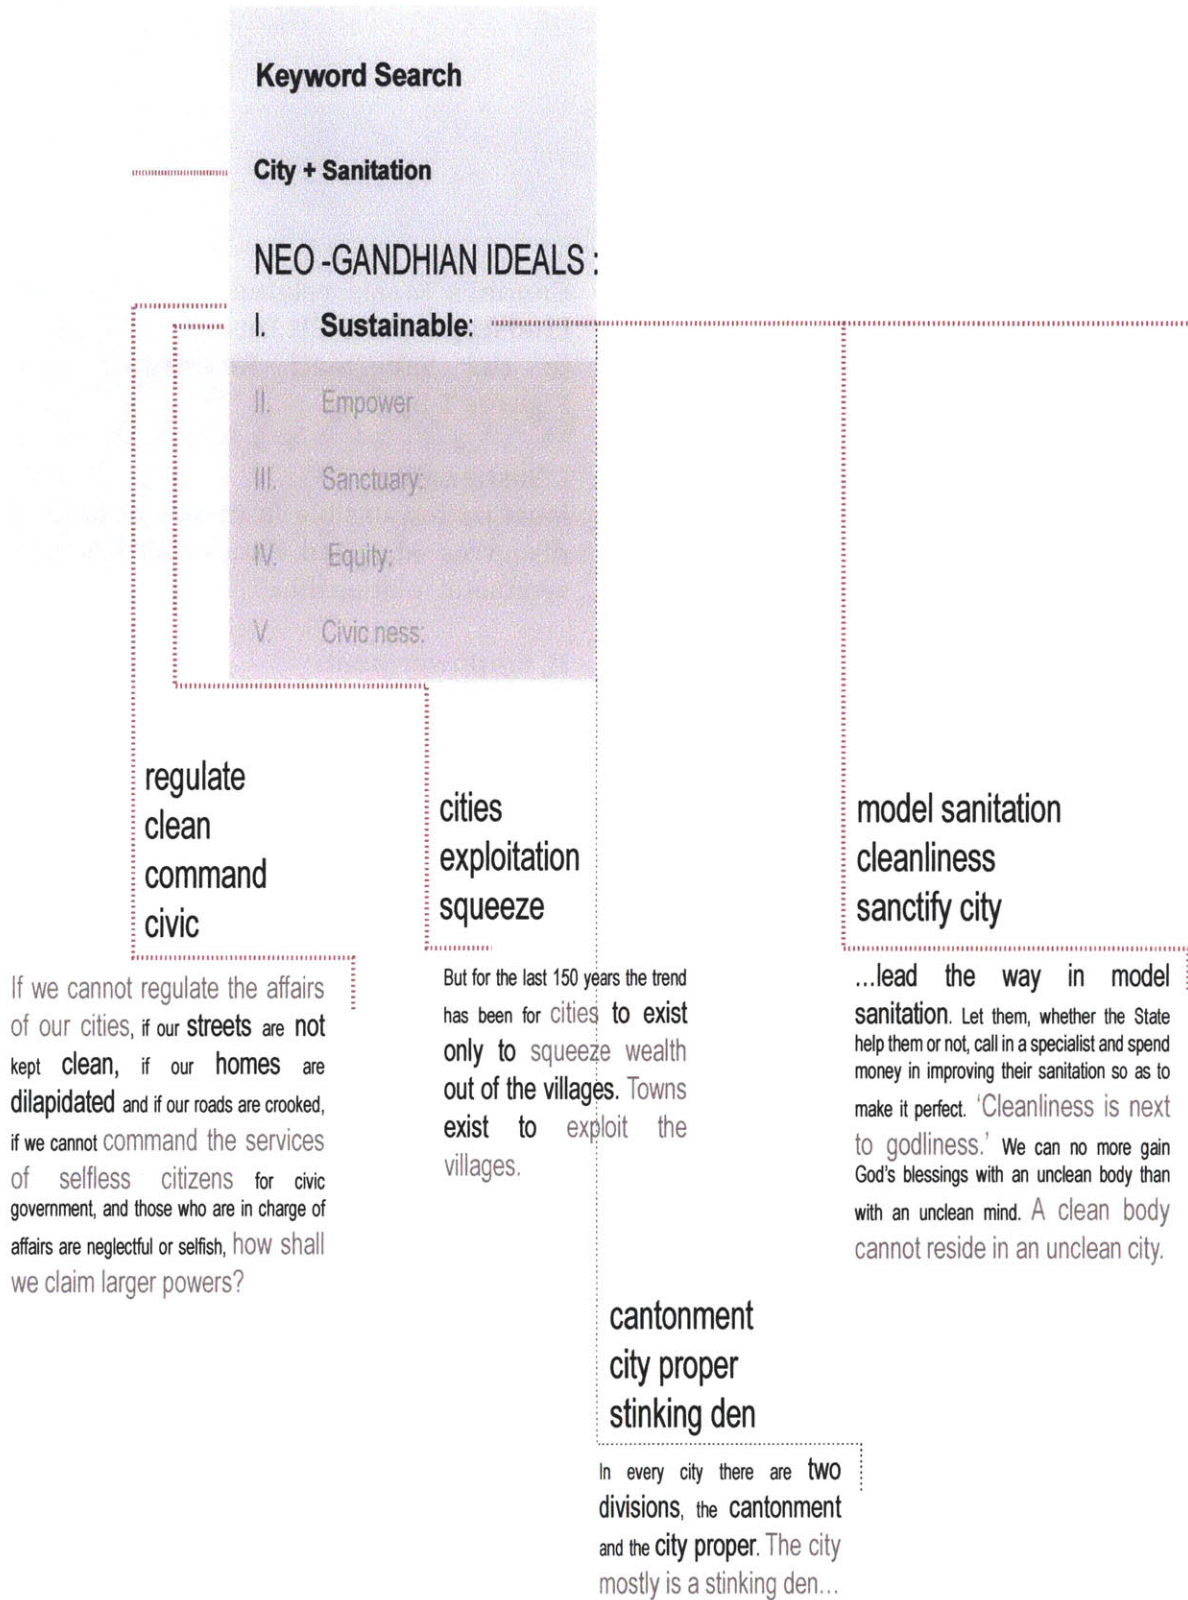 Keyword Search
City + Sanitation
NEO -GANDHIAN IDEALS :
I. Sustainable:
II. Empower
III. Sanctuary:
IV. Equity:
V. Civic ness:
regulate
clean
command
civic
If we cannot regulate the affairs
of our cities, if our streets are not
kept clean, if our homes are
dilapidated and if our roads are crooked,
if we cannot command the services
of selfless citizens for civic
government, and those who are in charge of
affairs are neglectful or selfish, how shall
we claim larger powers?
cities
exploitation
squeeze
But for the last 150 years the trend
has been for cities to exist
only to squeeze wealth
out of the villages. Towns
exist to exploit the
villages.
model sanitation
cleanliness
sanctify city
...lead the way in model
sanitation. Let them, whether the State
help them or not, call in a specialist and spend
money in improving their sanitation so as to
make it perfect. ‘Cleanliness is next
to godliness.’ We can no more gain
God’s blessings with an unclean body than
with an unclean mind. A clean body
cannot reside in an unclean city.
cantonment
city proper
stinking den
In every city there are two
divisions, the cantonment
and the city proper. The city
mostly is a stinking den...